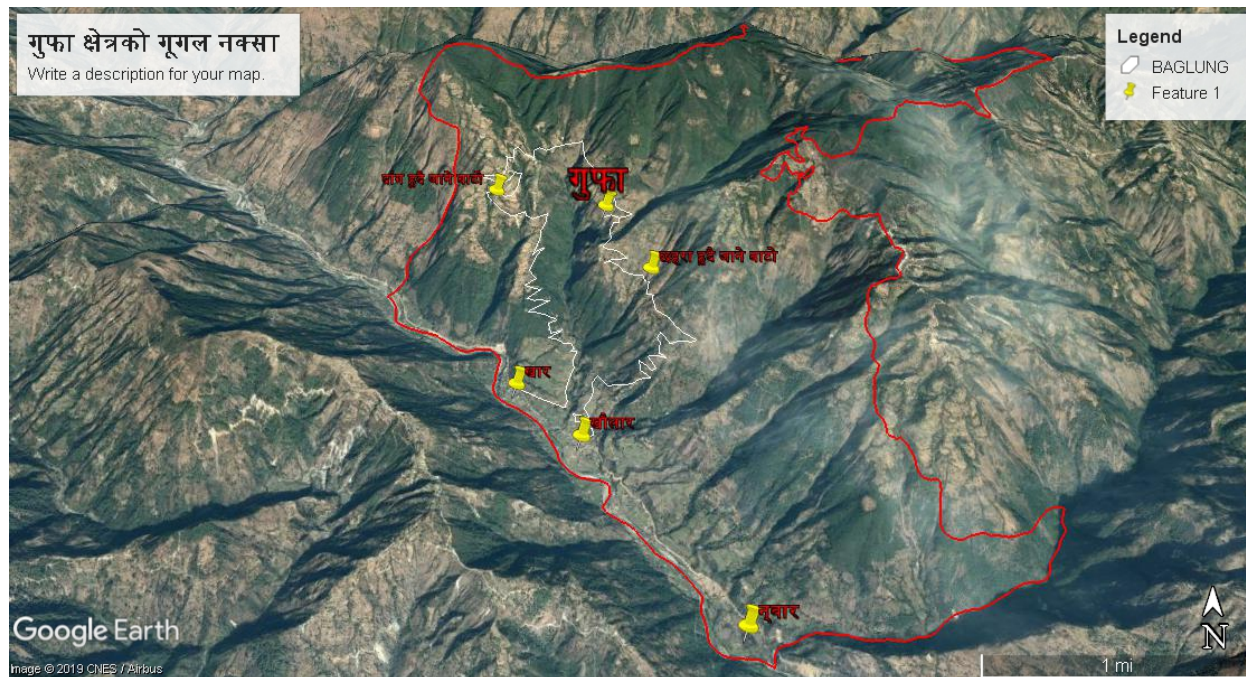 गुफा क्षेत्रको गूगल नक्सा
Write a description for your map.
Legend
BAGLUNG
Feature 1
हुदै जाने बाटो
गुफा
हुदै जाने बाटो
Google Earth
Image © 2019 CNES / Airbus
N
1 mi